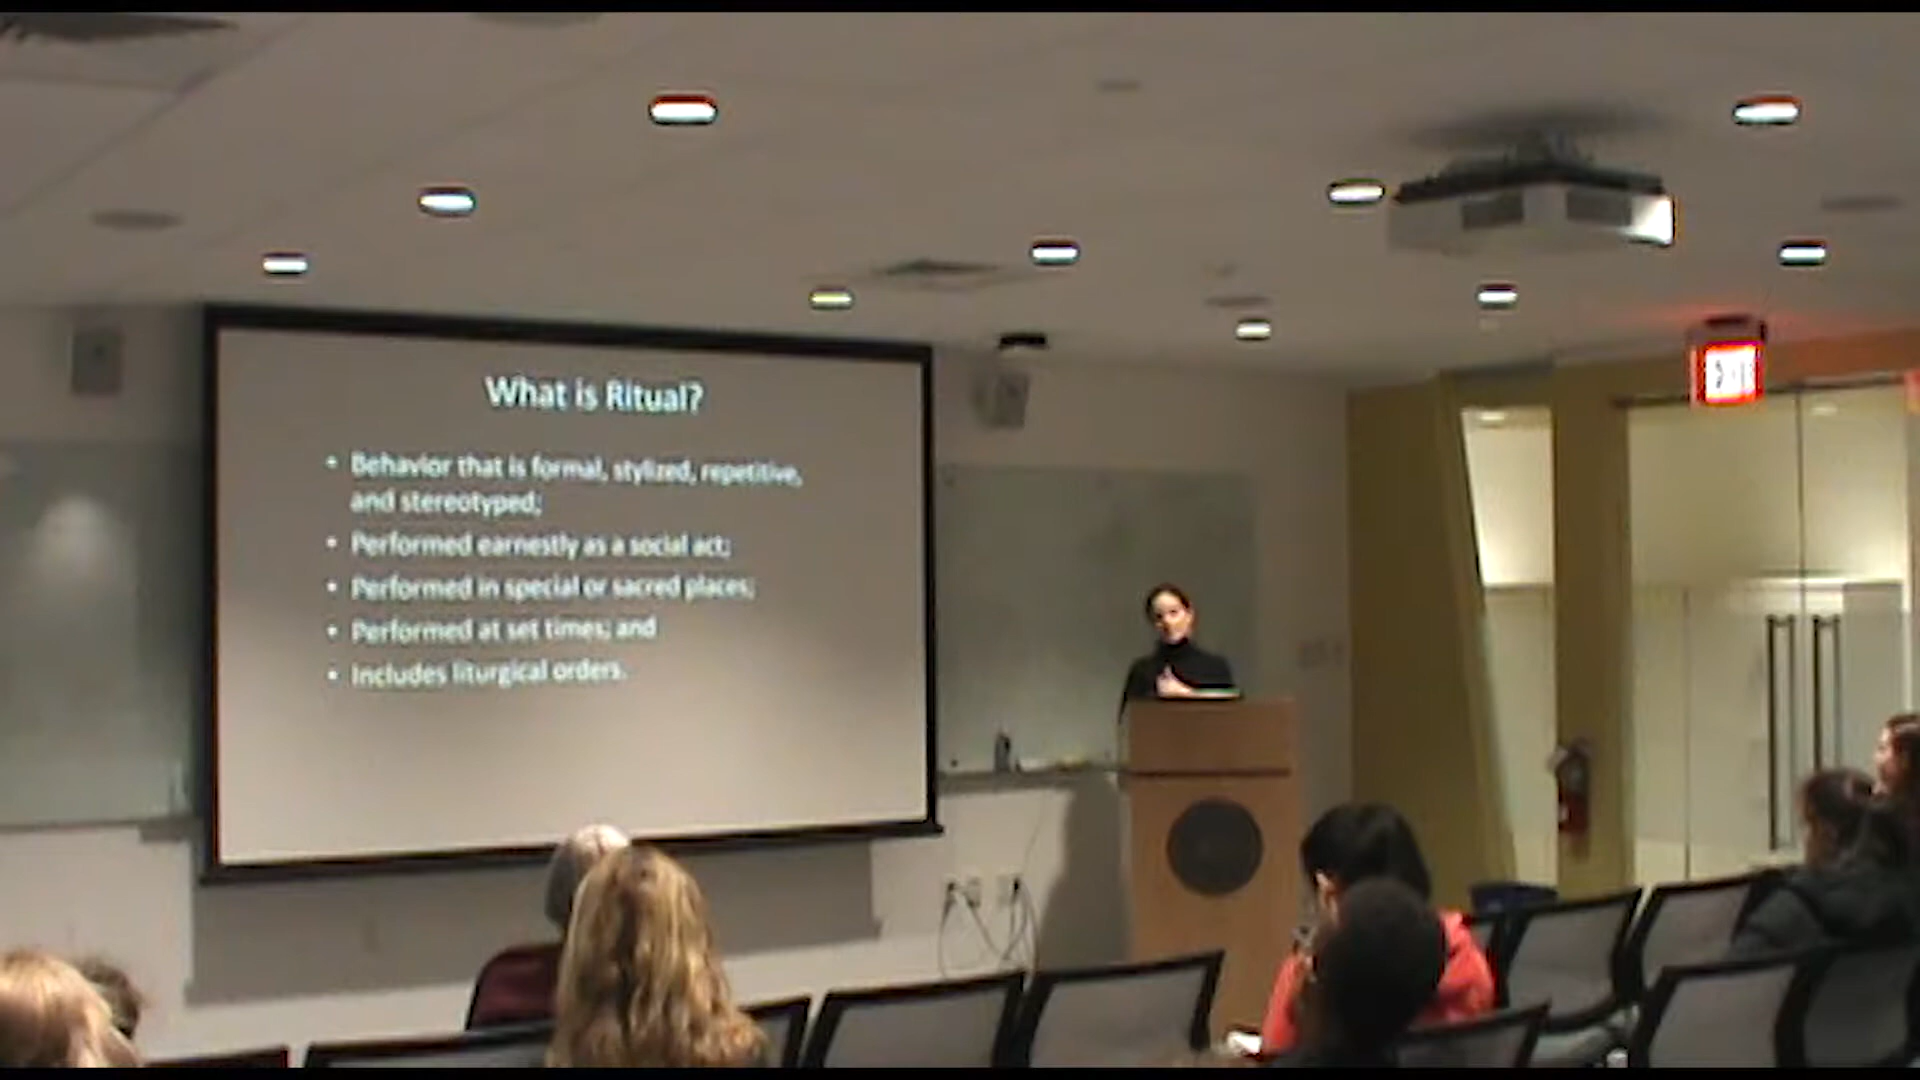 What is Ritual?
• Behavior that is formal, stylized, repetitive,
and stereotyped;
• Performed earnestly as a social act;
• Performed in special or sacred places;
• Performed at set times; and
• Includes liturgical orders.
EXIT